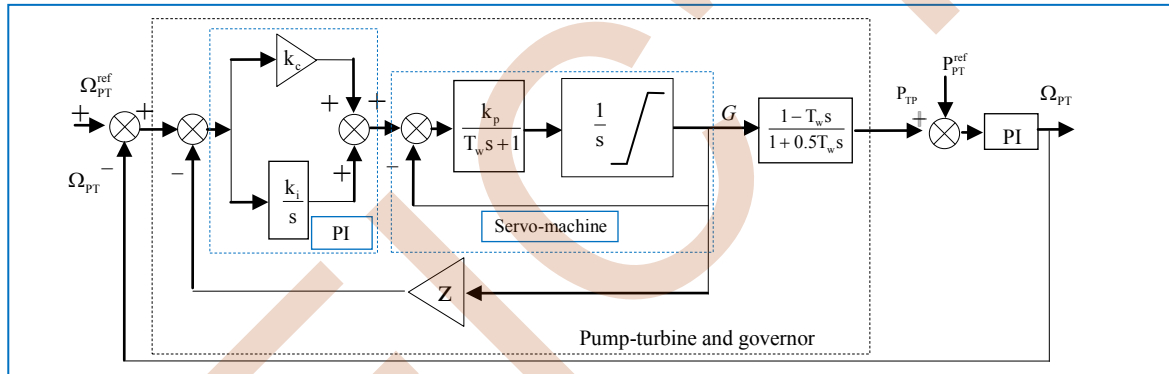 Ω_PT^ref
+
−
Ω_PT
+
−
k_c
k_i
s
PI
+
+
+
−
k_p
T_w s + 1
1
s
Servo-machine
G
1 − T_w s
1 + 0.5T_w s
Z
Pump-turbine and governor
P_TP
+
P_PT^ref
PI
Ω_PT